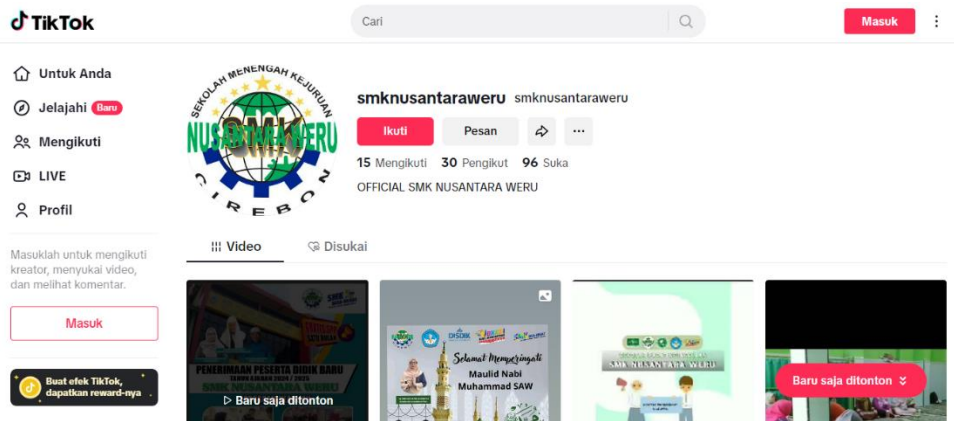 TikTok
Cari
Masuk
Untuk Anda
Jelajahi Baru
Mengikuti
LIVE
Profil
Masuklah untuk mengikuti
kreator, menyukai video,
dan melihat komentar.
Masuk
Buat efek TikTok,
dapatkan reward-nya
SEKOLAH MENENGAH KEJURUAN
SMK
NUSANTARA WERU
CIREBON
smknusantaraweru smknusantaraweru
Ikuti
Pesan
15 Mengikuti 30 Pengikut 96 Suka
OFFICIAL SMK NUSANTARA WERU
Video
Disukai
PENERIMAAN PESERTA DIDIK BARU
SMK NUSANTARA WERU
Baru saja ditonton
DISDIK
Selamat Memperingati
Maulid Nabi
Muhammad SAW
SMK NUSANTARA WERU
Baru saja ditonton